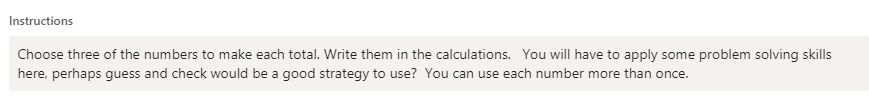 Instructions
Choose three of the numbers to make each total. Write them in the calculations.   You will have to apply some problem solving skills
here, perhaps guess and check would be a good strategy to use?  You can use each number more than once.